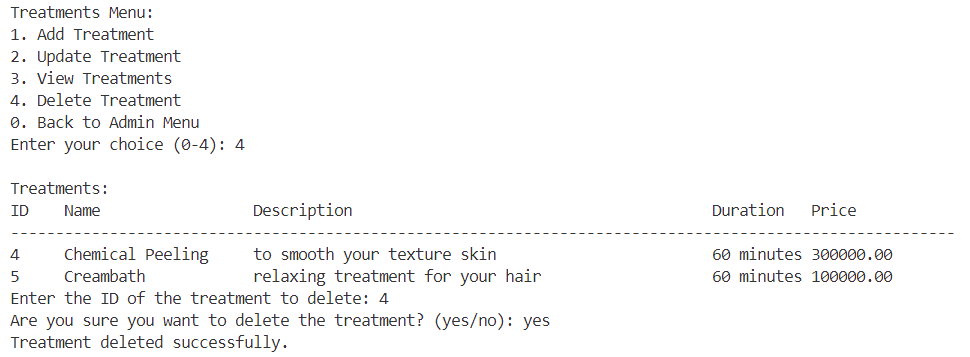 Treatments Menu:
1. Add Treatment
2. Update Treatment
3. View Treatments
4. Delete Treatment
0. Back to Admin Menu
Enter your choice (0-4): 4

Treatments:
ID    Name                 Description                                        Duration   Price
---------------------------------------------------------------------------------------------------------
4     Chemical Peeling     to smooth your texture skin                        60 minutes 300000.00
5     Creambath            relaxing treatment for your hair                   60 minutes 100000.00
Enter the ID of the treatment to delete: 4
Are you sure you want to delete the treatment? (yes/no): yes
Treatment deleted successfully.